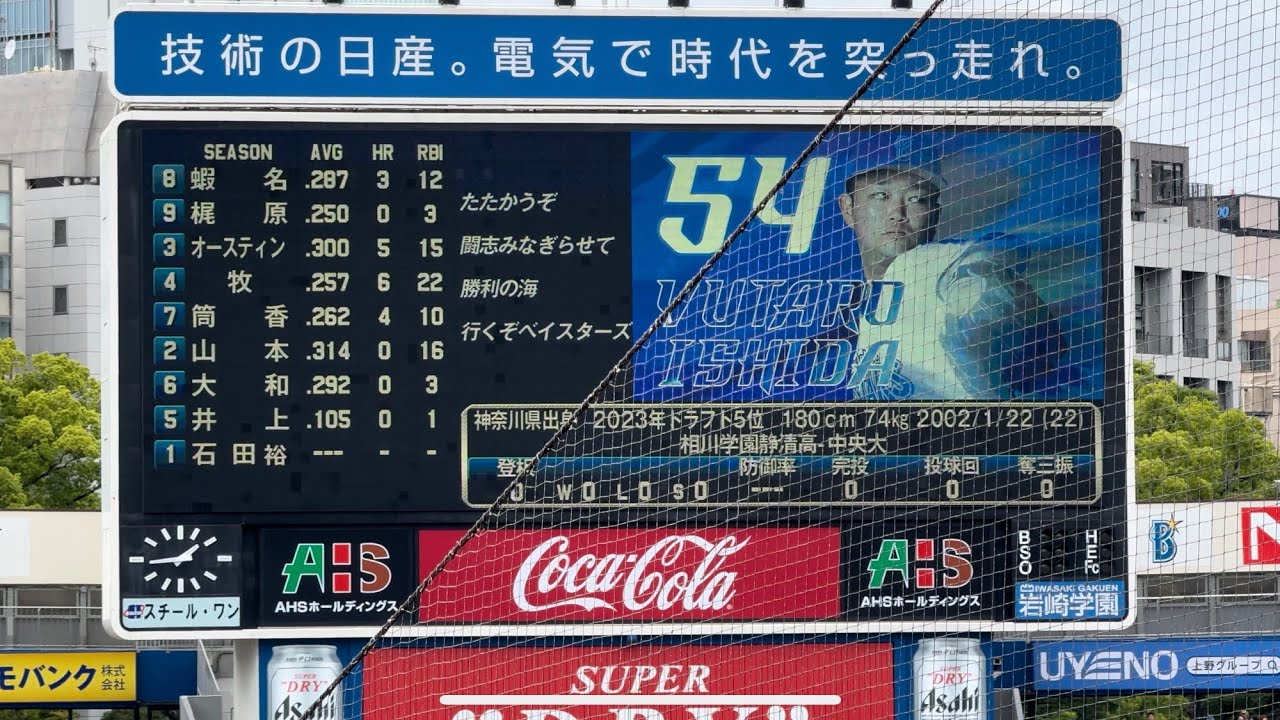 技術の日産。電気で時代を突っ走れ。
SEASON AVG HR RBI
8 蝦名 .287 3 12
9 梶原 .250 0 3
3 オースティン .300 5 15
4 牧 .257 6 22
7 筒香 .262 4 10
2 山本 .314 0 16
6 大和 .292 0 3
5 井上 .105 0 1
1 石田裕 --- - -
たたかうぞ
闘志みなぎらせて
勝利の海
行くぞベイスターズ
54
YUTARO
ISHIDA
神奈川県出身 2023年ドラフト5位 180cm 74kg 2002/1/22 (22)
相川学園静清高-中央大
登板 防御率 完投 投球回 奪三振
0 W0 L0 S0 --- 0 0 0
スチール・ワン
AHS
AHSホールディングス
Coca-Cola
AHS
AHSホールディングス
B
S
O
H
E
Fc
IWASAKI GAKUEN
岩崎学園
B
N
モバンク 株式会社
SUPER
"DRY"
SUPER
"DRY"
Asahi
Asahi
UYENO 上野グループ